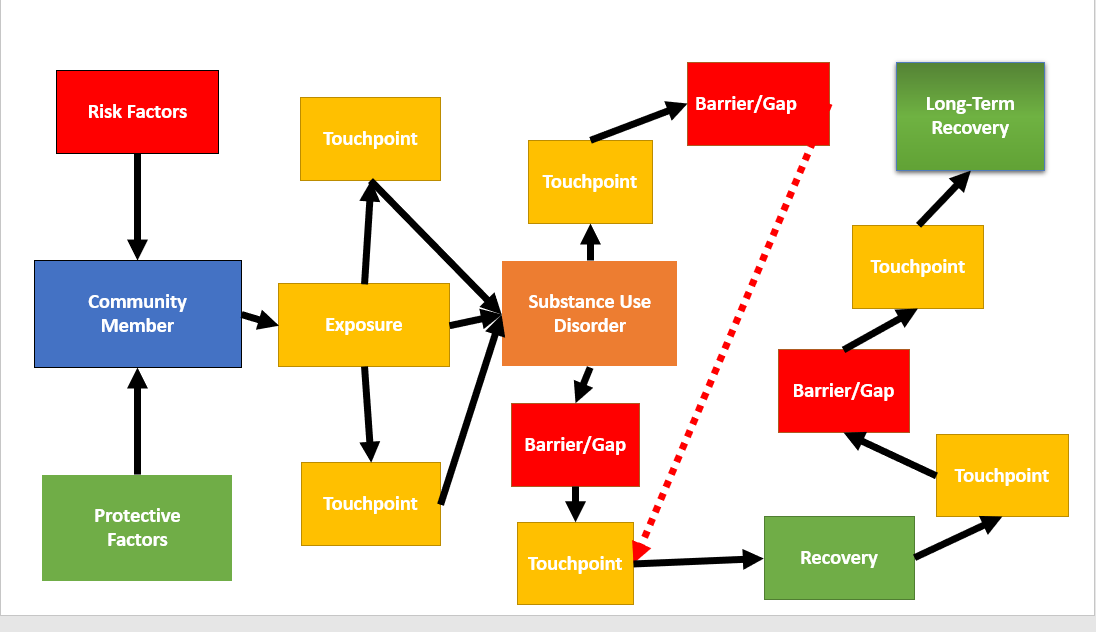 Risk Factors
Community
Member
Protective
Factors
Touchpoint
Exposure
Touchpoint
Touchpoint
Barrier/Gap
Substance Use
Disorder
Barrier/Gap
Touchpoint
Recovery
Touchpoint
Barrier/Gap
Touchpoint
Long-Term
Recovery